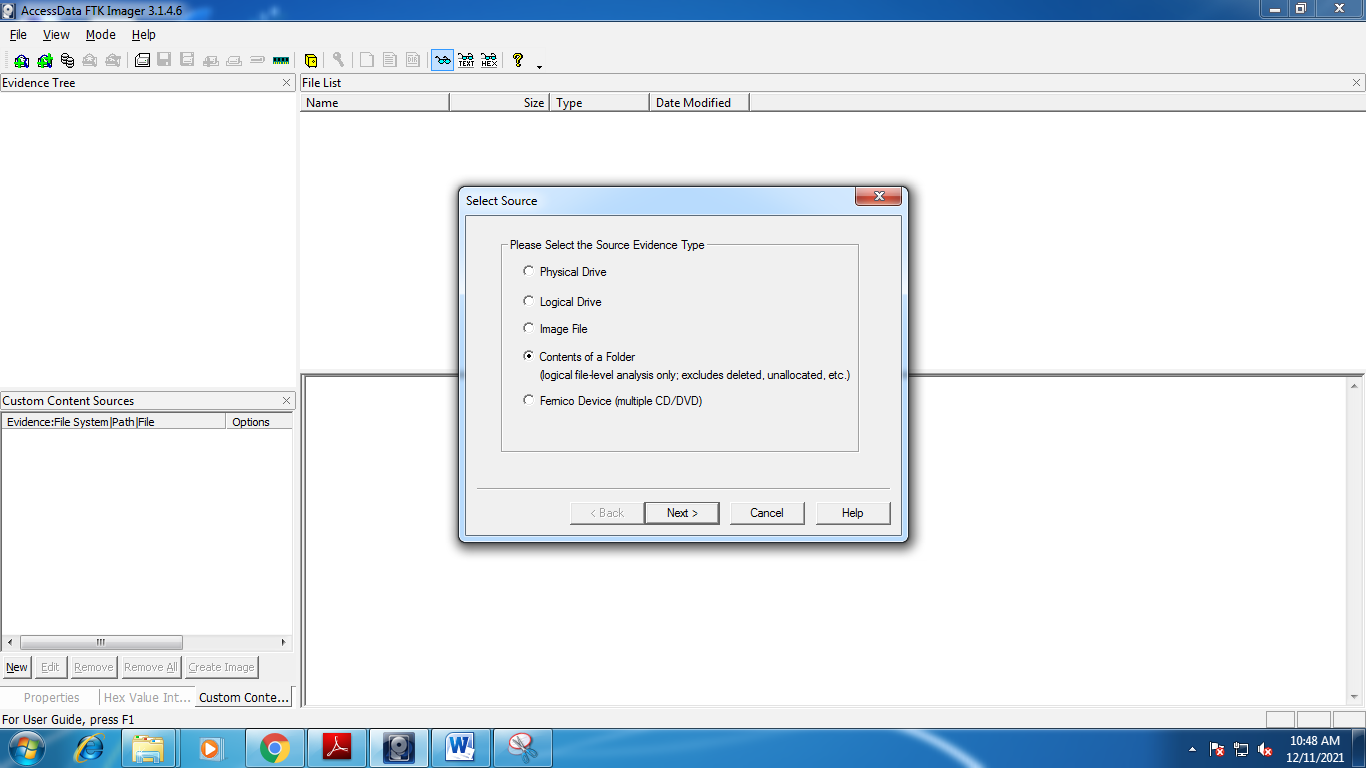 AccessData FTK Imager 3.1.4.6
File View Mode Help
TEXT HEX
Evidence Tree
File List
Name Size Type Date Modified
Select Source
Please Select the Source Evidence Type
Physical Drive
Logical Drive
Image File
Contents of a Folder
(logical file-level analysis only; excludes deleted, unallocated, etc.)
Fernico Device (multiple CD/DVD)
< Back Next > Cancel Help
Custom Content Sources
Evidence:File System|Path|File Options
New Edit Remove Remove All Create Image
Properties Hex Value Int... Custom Conte...
For User Guide, press F1
10:48 AM
12/11/2021